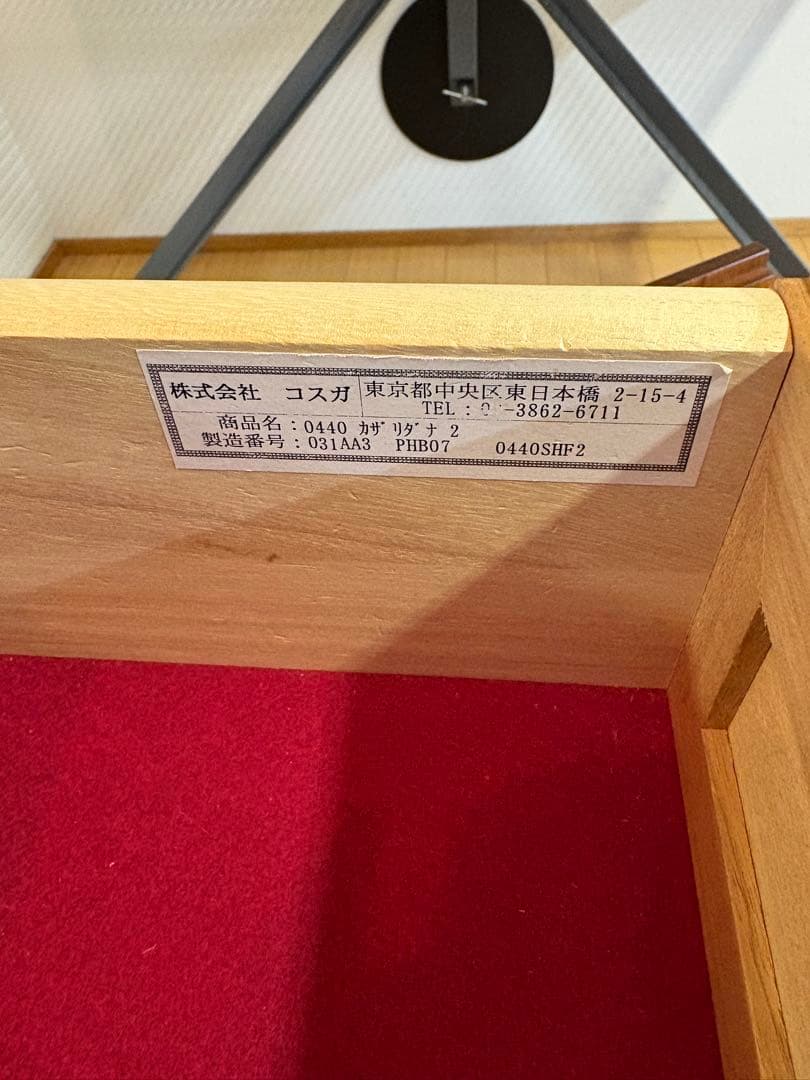 株式会社 コスガ
東京都中央区東日本橋 2-15-4
TEL : -3862-6711
商品名 : 0440 カザリダナ 2
製造番号 : 031AA3 PHB07 0440SHF2